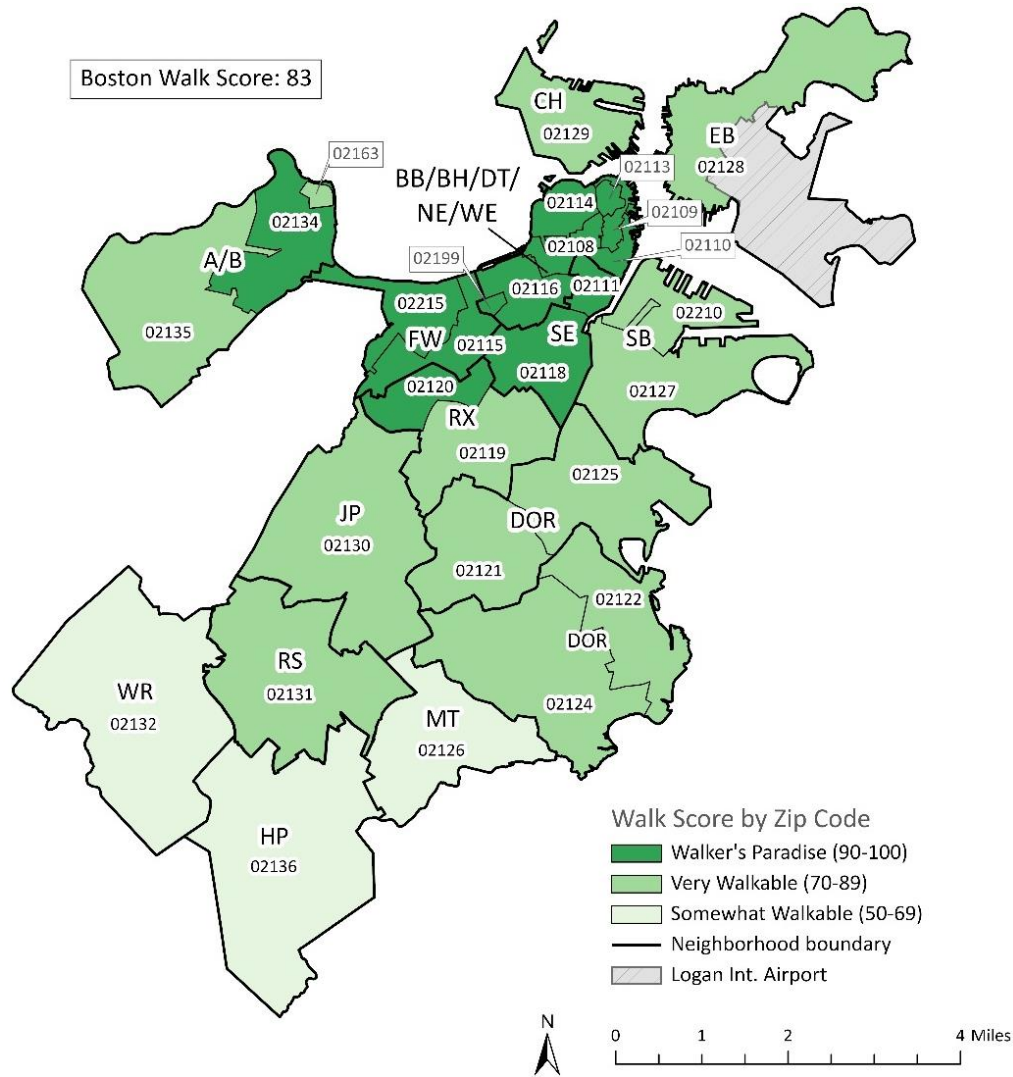 Boston Walk Score: 83
CH
02129
EB
02128
02163
BB/BH/DT/
NE/WE
02113
02114
02134
02109
02108
02110
A/B
02199
02116
02111
02215
02210
02135
FW
02115
SE
SB
02118
02120
02127
RX
02119
02125
JP
02130
DOR
02121
02122
DOR
RS
02131
WR
02132
02124
MT
02126
HP
02136
Walk Score by Zip Code
Walker's Paradise (90-100)
Very Walkable (70-89)
Somewhat Walkable (50-69)
Neighborhood boundary
Logan Int. Airport
N
0 1 2 4 Miles